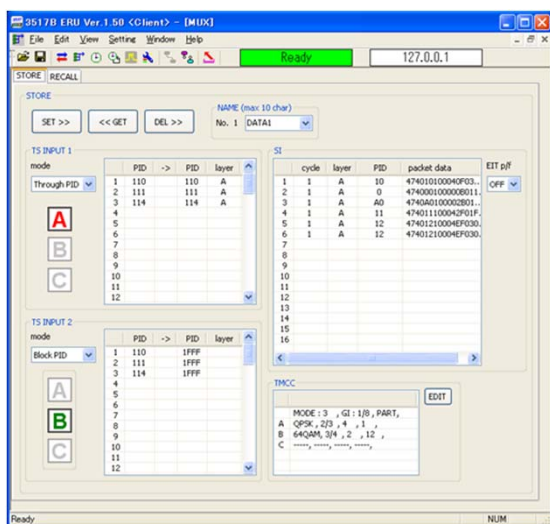 3517B ERU Ver.1.50 <Client> - [MUX]
File Edit View Setting Window Help
Ready 127.0.0.1
STORE RECALL
STORE
SET >> << GET DEL >>
NAME (max 10 char)
No. 1 DATA1
TS INPUT 1
mode
Through PID
A
B
C
PID -> PID layer
1 110 110 A
2 111 111 A
3 114 114 A
4
5
6
7
8
9
10
11
12
SI
cycle layer PID packet data
1 1 A 10 474010100040F03..
2 1 A 0 474000100000B011..
3 1 A A0 4740A0100002B01..
4 1 A 11 474011100042F01F.
5 1 A 12 47401210004EF030.
6 1 A 12 47401210004EF030.
7
8
9
10
11
12
13
14
15
16
EIT p/f
OFF
TS INPUT 2
mode
Block PID
A
B
C
PID -> PID layer
1 110 1FFF
2 111 1FFF
3 114 1FFF
4
5
6
7
8
9
10
11
12
TMCC
EDIT
MODE : 3 , GI : 1/8 , PART,
A QPSK , 2/3 , 4 , 1 ,
B 64QAM, 3/4 , 2 , 12 ,
C -----, -----, -----, -----,
Ready NUM